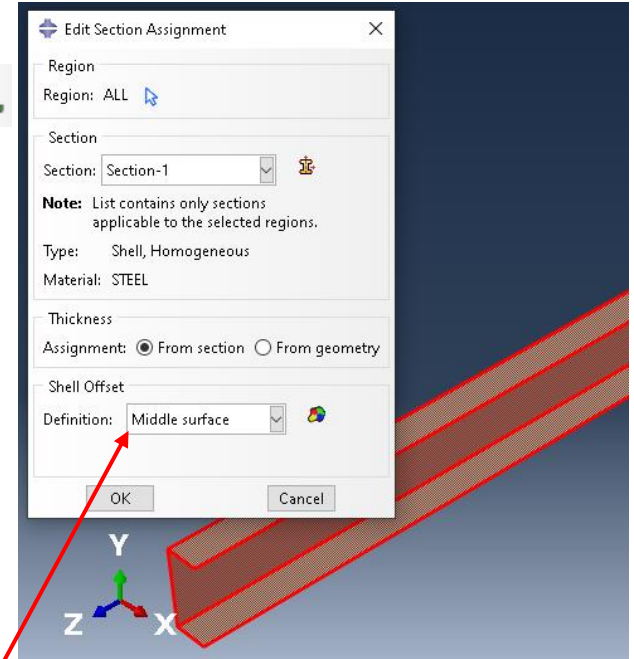 Edit Section Assignment
Region
Region: ALL
Section
Section: Section-1
Note: List contains only sections
applicable to the selected regions.
Type: Shell, Homogeneous
Material: STEEL
Thickness
Assignment: From section From geometry
Shell Offset
Definition: Middle surface
OK Cancel
Y
Z X